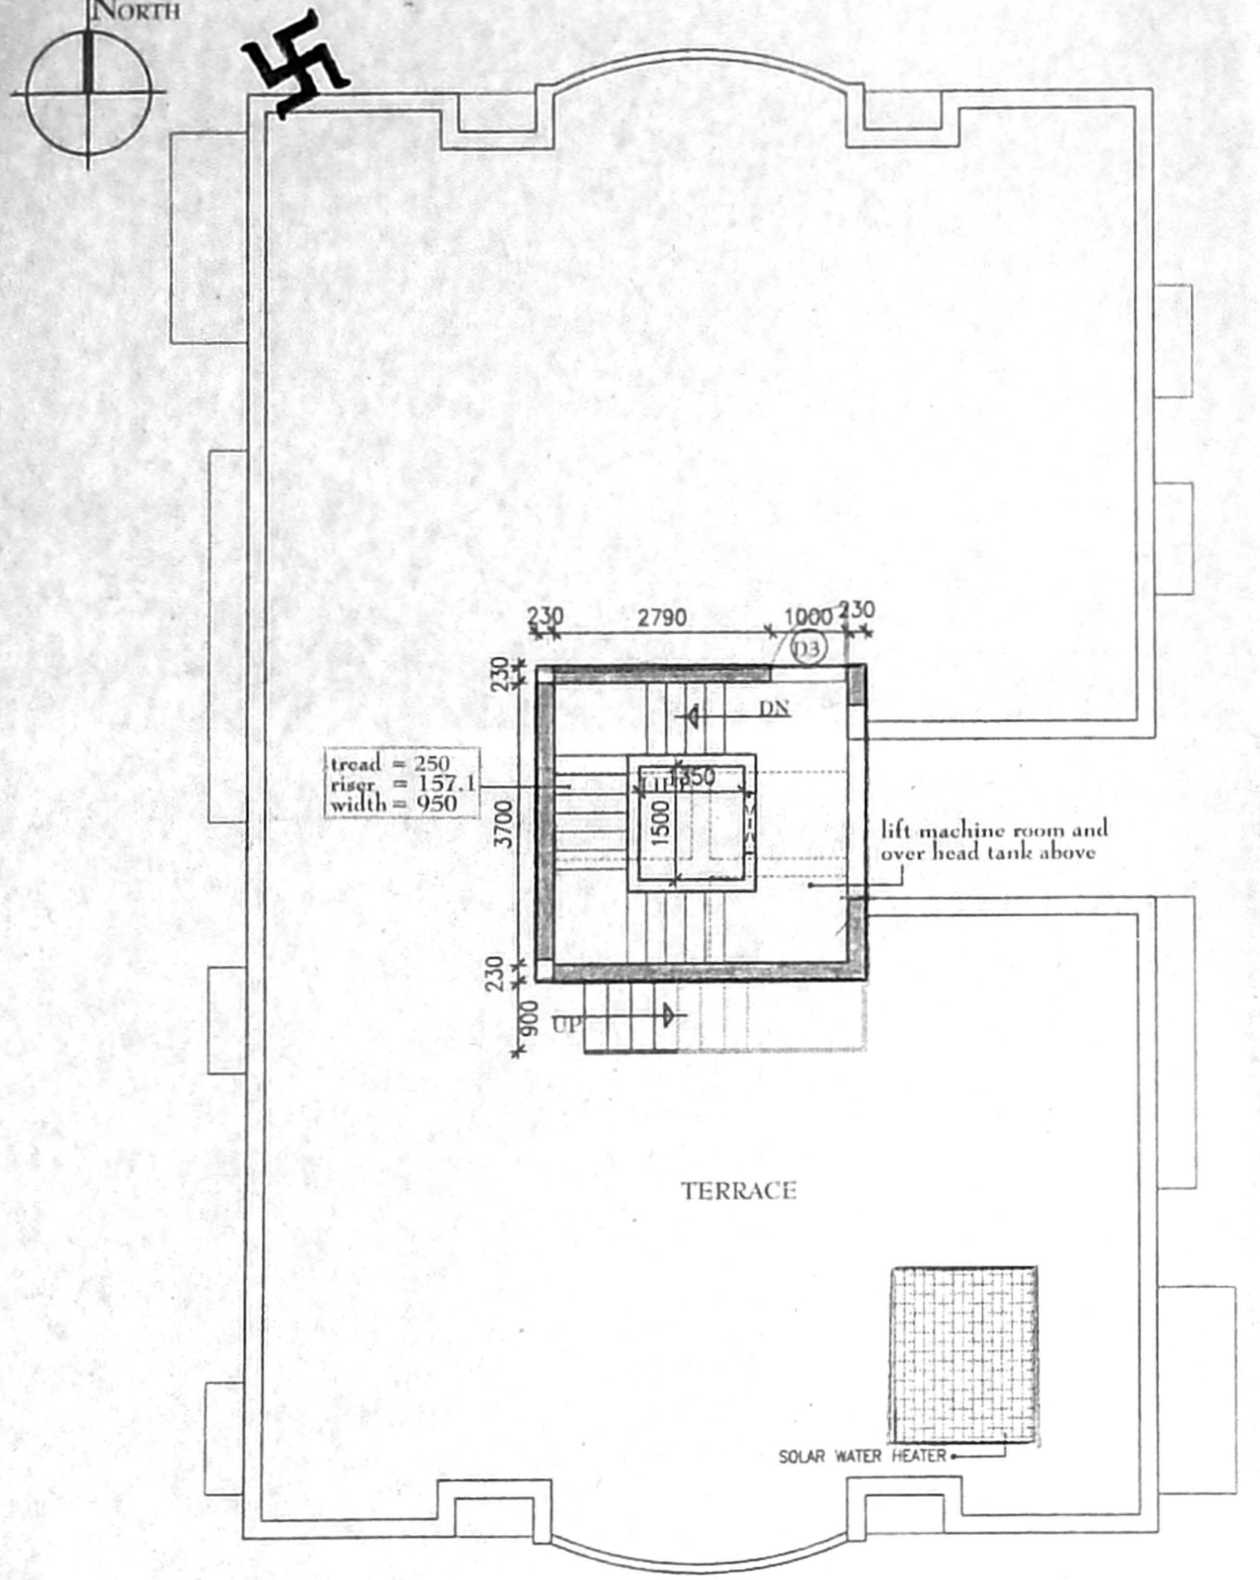 NORTH
230
2790
1000
230
D3
230
DN
tread = 250
riser = 157.1
width = 950
1350
1500
3700
lift machine room and
over head tank above
230
900
UP
TERRACE
SOLAR WATER HEATER